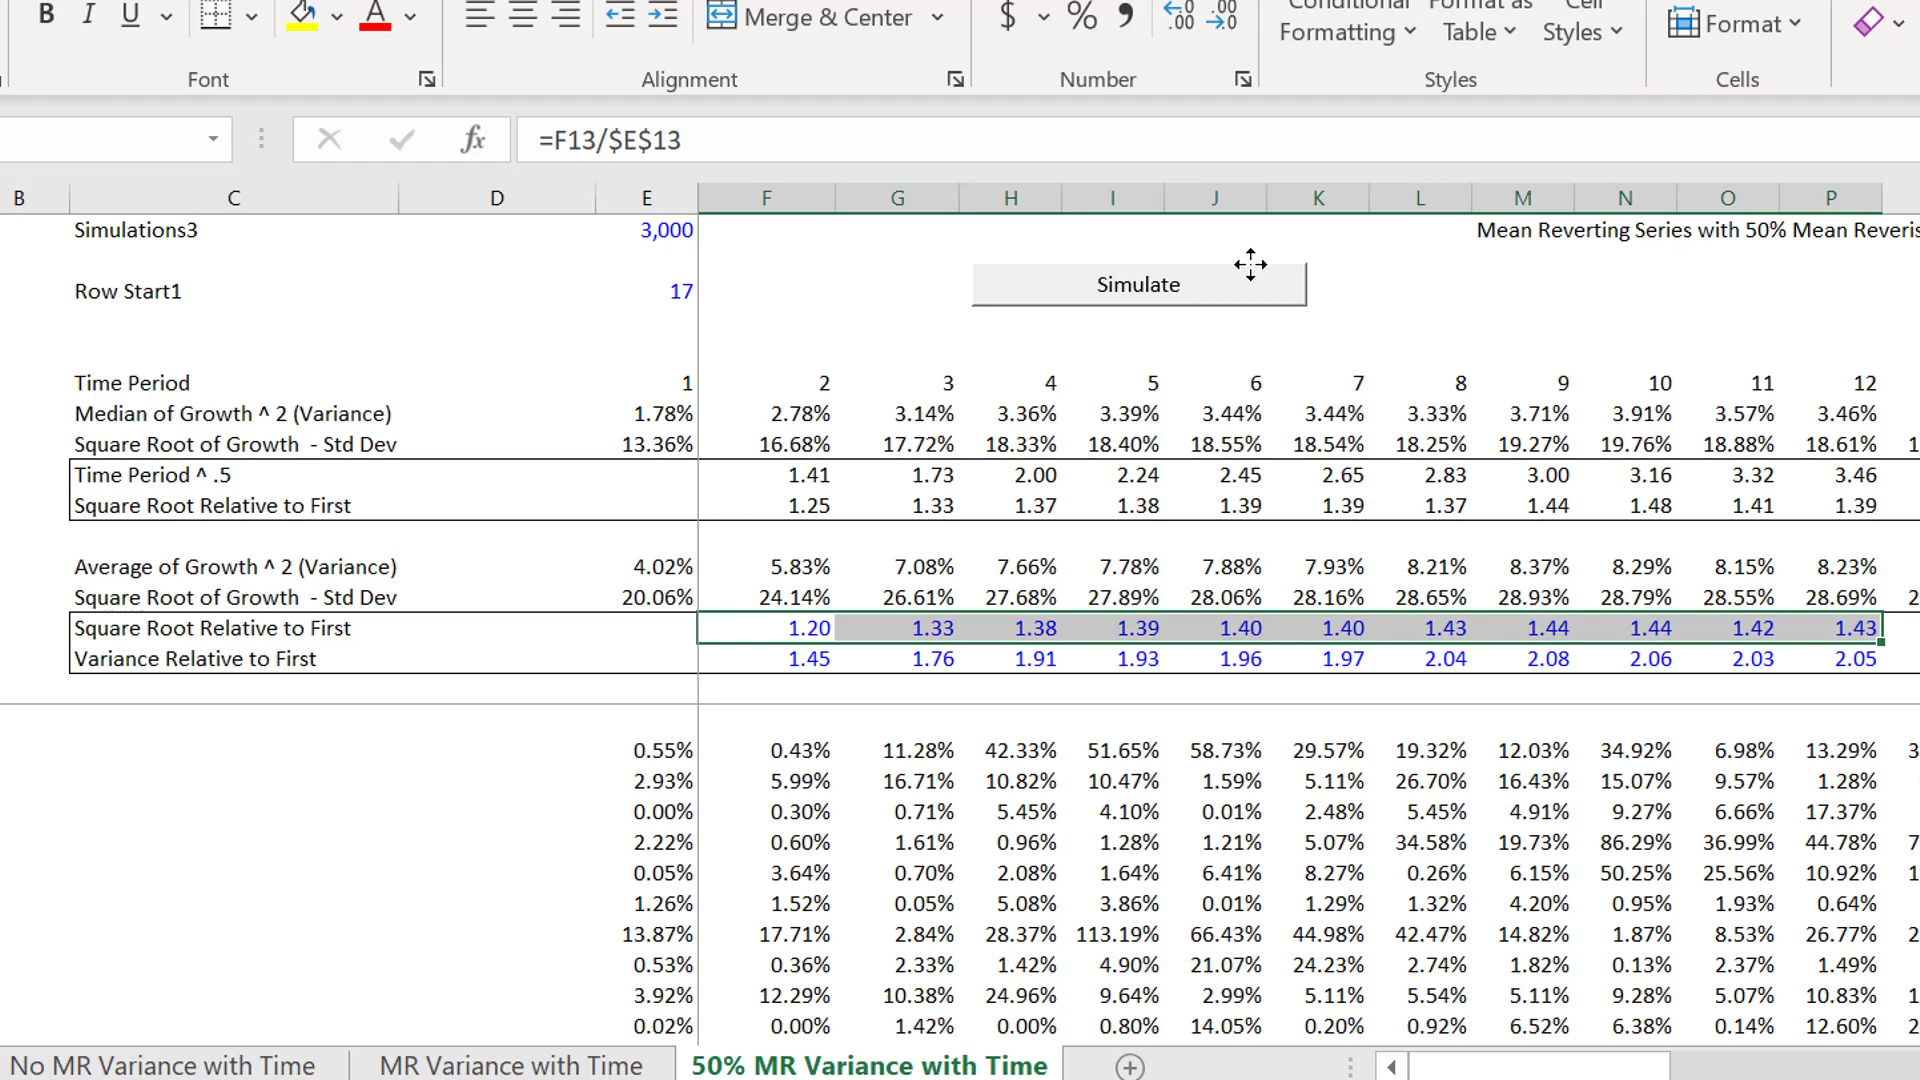 B I U A Merge & Center $ % 9 .00 .00 Conditional Format as Cell
Formatting Table Styles Format
Font Alignment Number Styles Cells
fx =F13/$E$13
B C D E F G H I J K L M N O P
Simulations3 3,000 Mean Reverting Series with 50% Mean Reveris
Simulate
Row Start1 17
Time Period 1 2 3 4 5 6 7 8 9 10 11 12
Median of Growth ^ 2 (Variance) 1.78% 2.78% 3.14% 3.36% 3.39% 3.44% 3.44% 3.33% 3.71% 3.91% 3.57% 3.46%
Square Root of Growth - Std Dev 13.36% 16.68% 17.72% 18.33% 18.40% 18.55% 18.54% 18.25% 19.27% 19.76% 18.88% 18.61% 1
Time Period ^ .5 1.41 1.73 2.00 2.24 2.45 2.65 2.83 3.00 3.16 3.32 3.46
Square Root Relative to First 1.25 1.33 1.37 1.38 1.39 1.39 1.37 1.44 1.48 1.41 1.39
Average of Growth ^ 2 (Variance) 4.02% 5.83% 7.08% 7.66% 7.78% 7.88% 7.93% 8.21% 8.37% 8.29% 8.15% 8.23%
Square Root of Growth - Std Dev 20.06% 24.14% 26.61% 27.68% 27.89% 28.06% 28.16% 28.65% 28.93% 28.79% 28.55% 28.69% 2
Square Root Relative to First 1.20 1.33 1.38 1.39 1.40 1.40 1.43 1.44 1.44 1.42 1.43
Variance Relative to First 1.45 1.76 1.91 1.93 1.96 1.97 2.04 2.08 2.06 2.03 2.05
0.55% 0.43% 11.28% 42.33% 51.65% 58.73% 29.57% 19.32% 12.03% 34.92% 6.98% 13.29% 3
2.93% 5.99% 16.71% 10.82% 10.47% 1.59% 5.11% 26.70% 16.43% 15.07% 9.57% 1.28%
0.00% 0.30% 0.71% 5.45% 4.10% 0.01% 2.48% 5.45% 4.91% 9.27% 6.66% 17.37%
2.22% 0.60% 1.61% 0.96% 1.28% 1.21% 5.07% 34.58% 19.73% 86.29% 36.99% 44.78% 7
0.05% 3.64% 0.70% 2.08% 1.64% 6.41% 8.27% 0.26% 6.15% 50.25% 25.56% 10.92% 1
1.26% 1.52% 0.05% 5.08% 3.86% 0.01% 1.29% 1.32% 4.20% 0.95% 1.93% 0.64%
13.87% 17.71% 2.84% 28.37% 113.19% 66.43% 44.98% 42.47% 14.82% 1.87% 8.53% 26.77% 2
0.53% 0.36% 2.33% 1.42% 4.90% 21.07% 24.23% 2.74% 1.82% 0.13% 2.37% 1.49%
3.92% 12.29% 10.38% 24.96% 9.64% 2.99% 5.11% 5.54% 5.11% 9.28% 5.07% 10.83% 1
0.02% 0.00% 1.42% 0.00% 0.80% 14.05% 0.20% 0.92% 6.52% 6.38% 0.14% 12.60% 2
No MR Variance with Time MR Variance with Time 50% MR Variance with Time